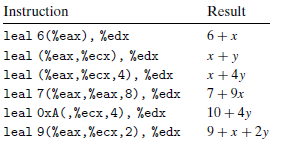 Instruction Result
leal 6(%eax), %edx 6 + x
leal (%eax,%ecx), %edx x + y
leal (%eax,%ecx,4), %edx x + 4y
leal 7(%eax,%eax,8), %edx 7 + 9x
leal 0xA(,%ecx,4), %edx 10 + 4y
leal 9(%eax,%ecx,2), %edx 9 + x + 2y